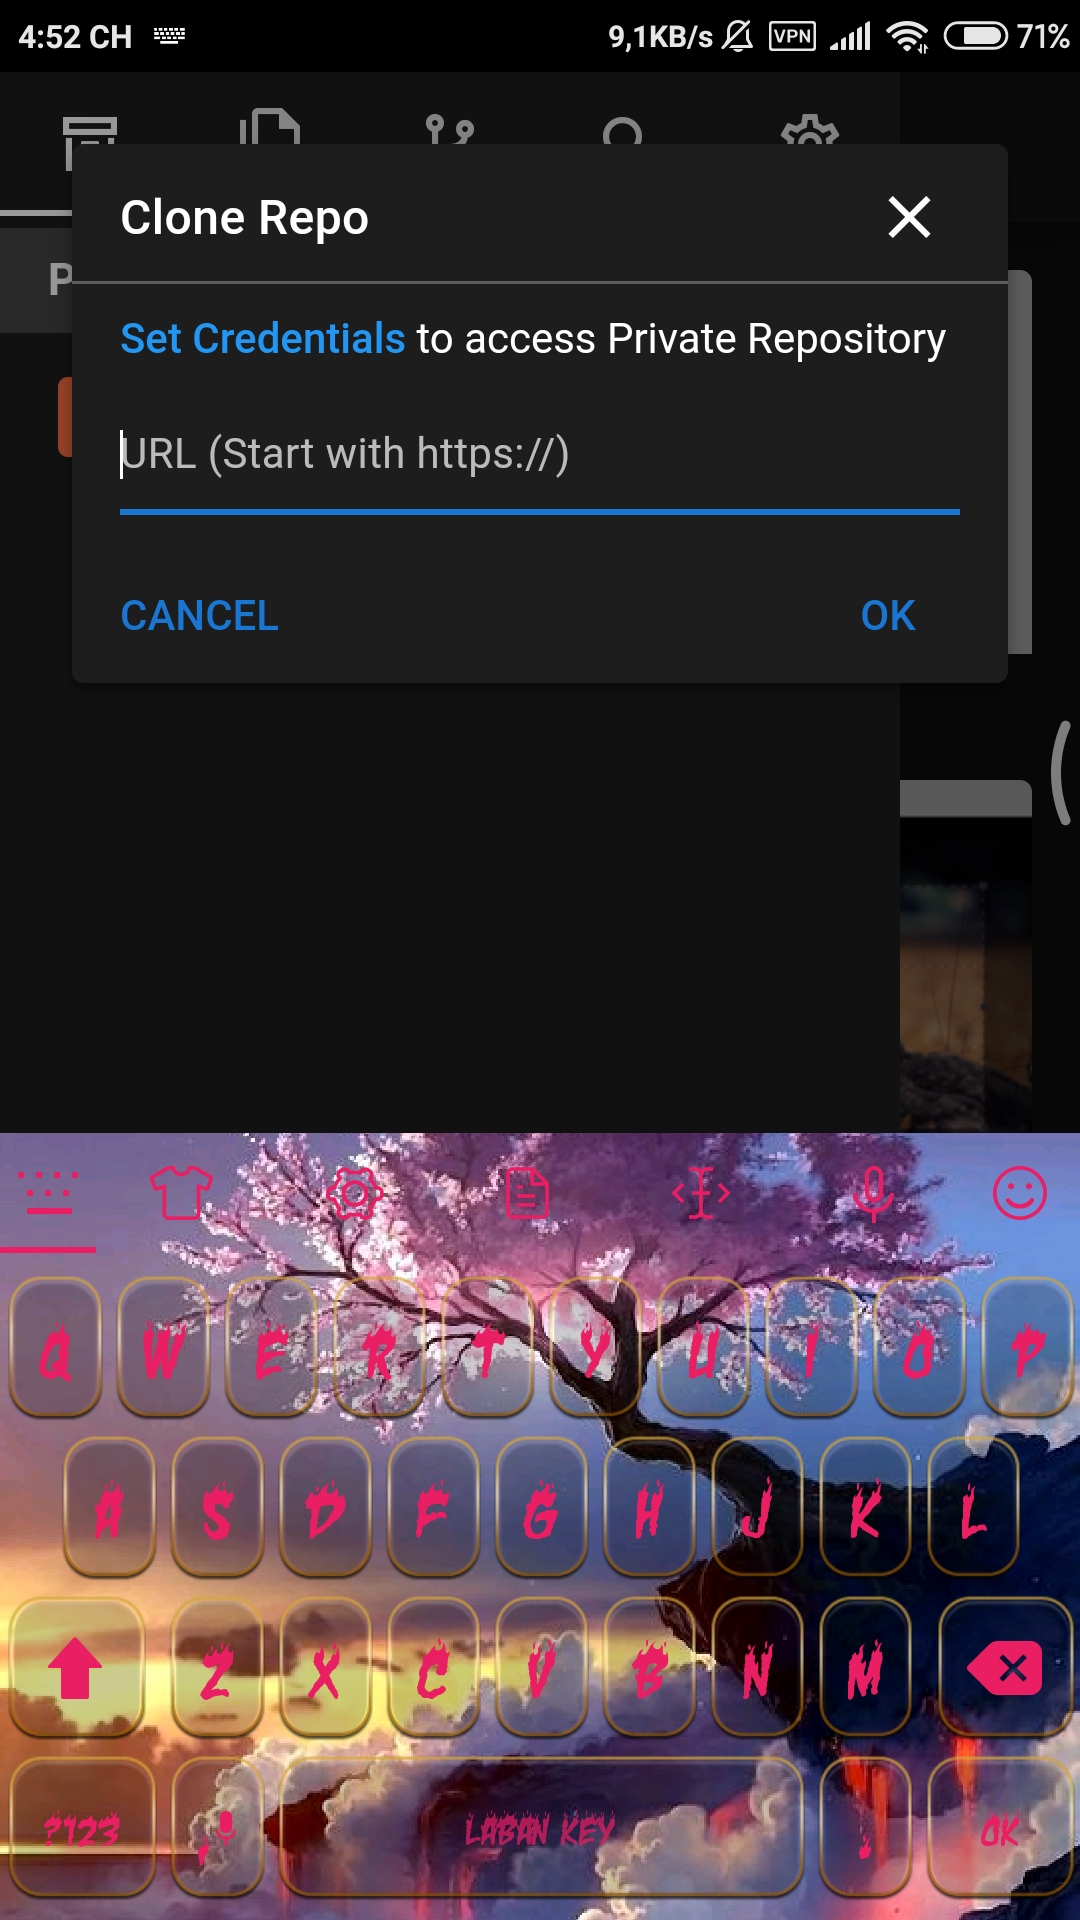 4:52 CH 9,1KB/s VPN 71%
Clone Repo
P
Set Credentials to access Private Repository
URL (Start with https://)
CANCEL OK
Q W E R T Y U I O P
A S D F G H J K L
Z X C V B N M
?123 , LABAN KEY . OK